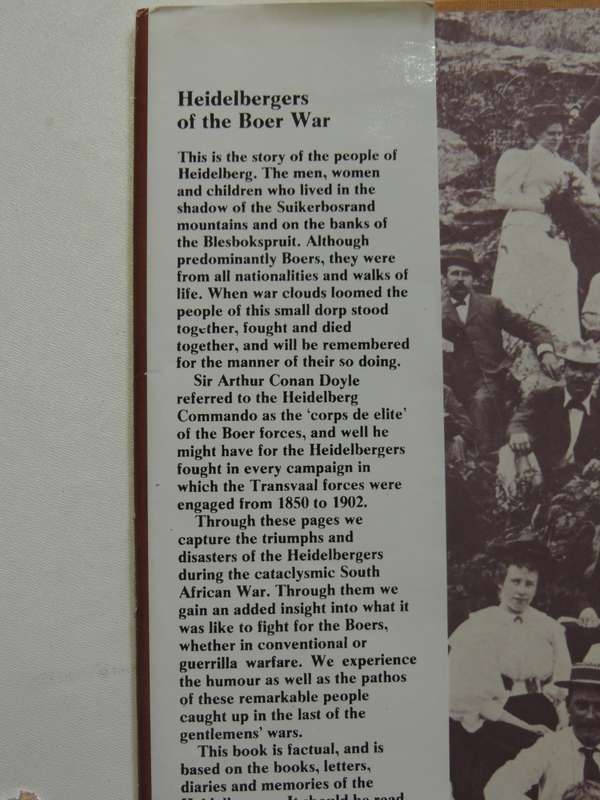 Heidelbergers
of the Boer War
This is the story of the people of
Heidelberg. The men, women
and children who lived in the
shadow of the Suikerbosrand
mountains and on the banks of
the Blesbokspruit. Although
predominantly Boers, they were
from all nationalities and walks of
life. When war clouds loomed the
people of this small dorp stood
together, fought and died
together, and will be remembered
for the manner of their so doing.
Sir Arthur Conan Doyle
referred to the Heidelberg
Commando as the 'corps de elite'
of the Boer forces, and well he
might have for the Heidelbergers
fought in every campaign in
which the Transvaal forces were
engaged from 1850 to 1902.
Through these pages we
capture the triumphs and
disasters of the Heidelbergers
during the cataclysmic South
African War. Through them we
gain an added insight into what it
was like to fight for the Boers,
whether in conventional or
guerrilla warfare. We experience
the humour as well as the pathos
of these remarkable people
caught up in the last of the
gentlemens' wars.
This book is factual, and is
based on the books, letters,
diaries and memories of the
It should be read